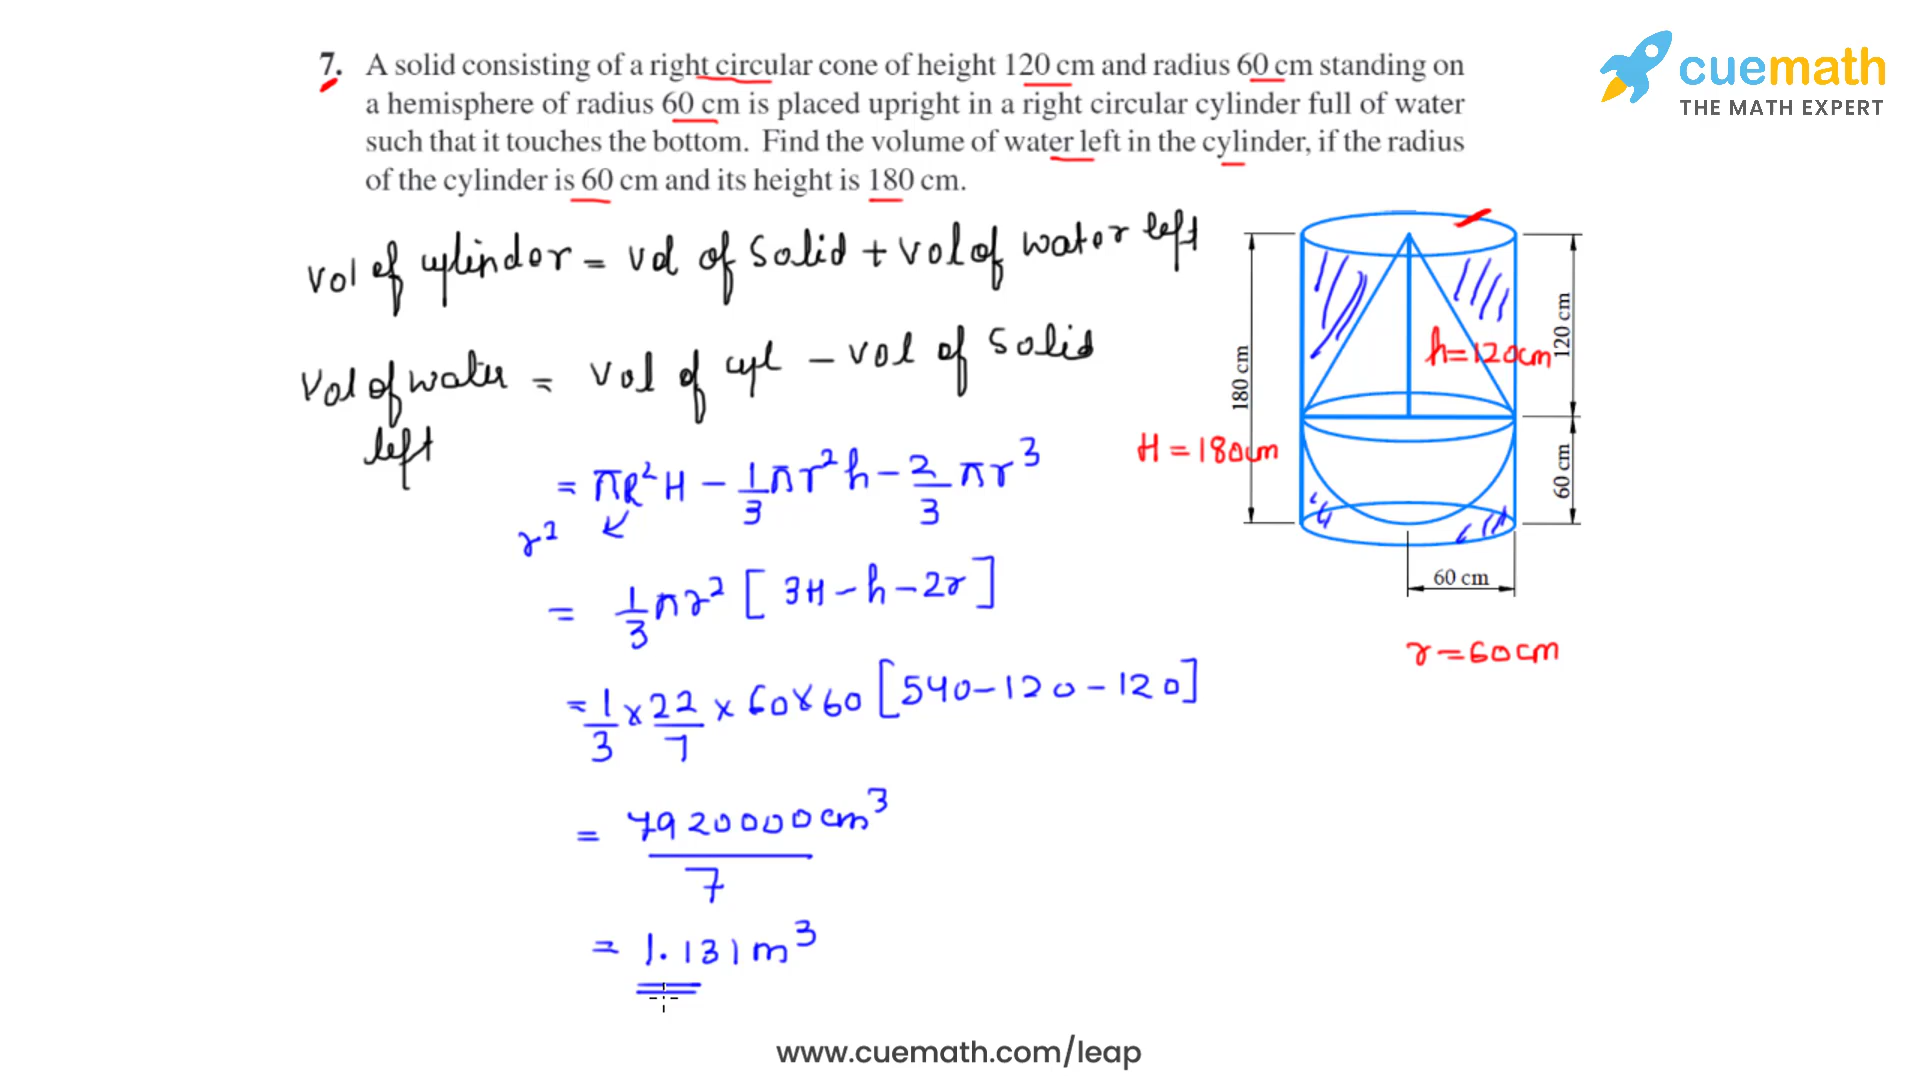 7. A solid consisting of a right circular cone of height 120 cm and radius 60 cm standing on
a hemisphere of radius 60 cm is placed upright in a right circular cylinder full of water
such that it touches the bottom. Find the volume of water left in the cylinder, if the radius
of the cylinder is 60 cm and its height is 180 cm.
cuemath
THE MATH EXPERT
Vol of cylinder = Vol of Solid + Vol of water left
Vol of water left = Vol of cyl − Vol of Solid
= πR²H − 1/3 πr²h − 2/3 πr³
r²
= 1/3 πr² [3H − h − 2r]
= 1/3 × 22/7 × 60 × 60 [540 − 120 − 120]
= 7920000 cm³ / 7
= 1.131 m³
180 cm
120 cm
h = 120cm
H = 180cm
60 cm
60 cm
r = 60cm
www.cuemath.com/leap